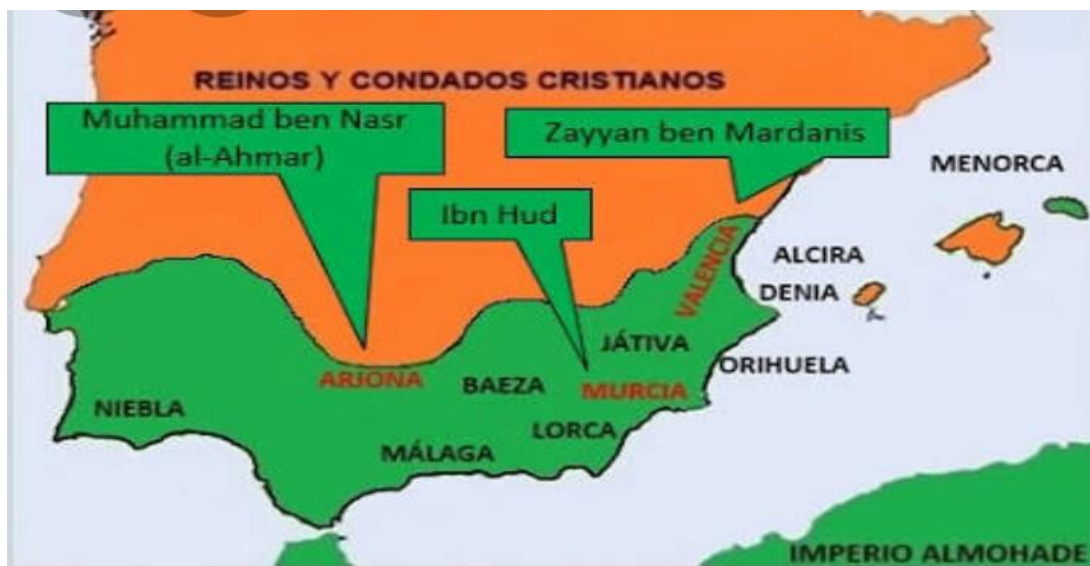 REINOS Y CONDADOS CRISTIANOS
Muhammad ben Nasr
(al-Ahmar)
Zayyan ben Mardanis
Ibn Hud
MENORCA
VALENCIA
ALCIRA
DENIA
JÁTIVA
ORIHUELA
ARJONA
BAEZA
MURCIA
NIEBLA
LORCA
MÁLAGA
IMPERIO ALMOHADE